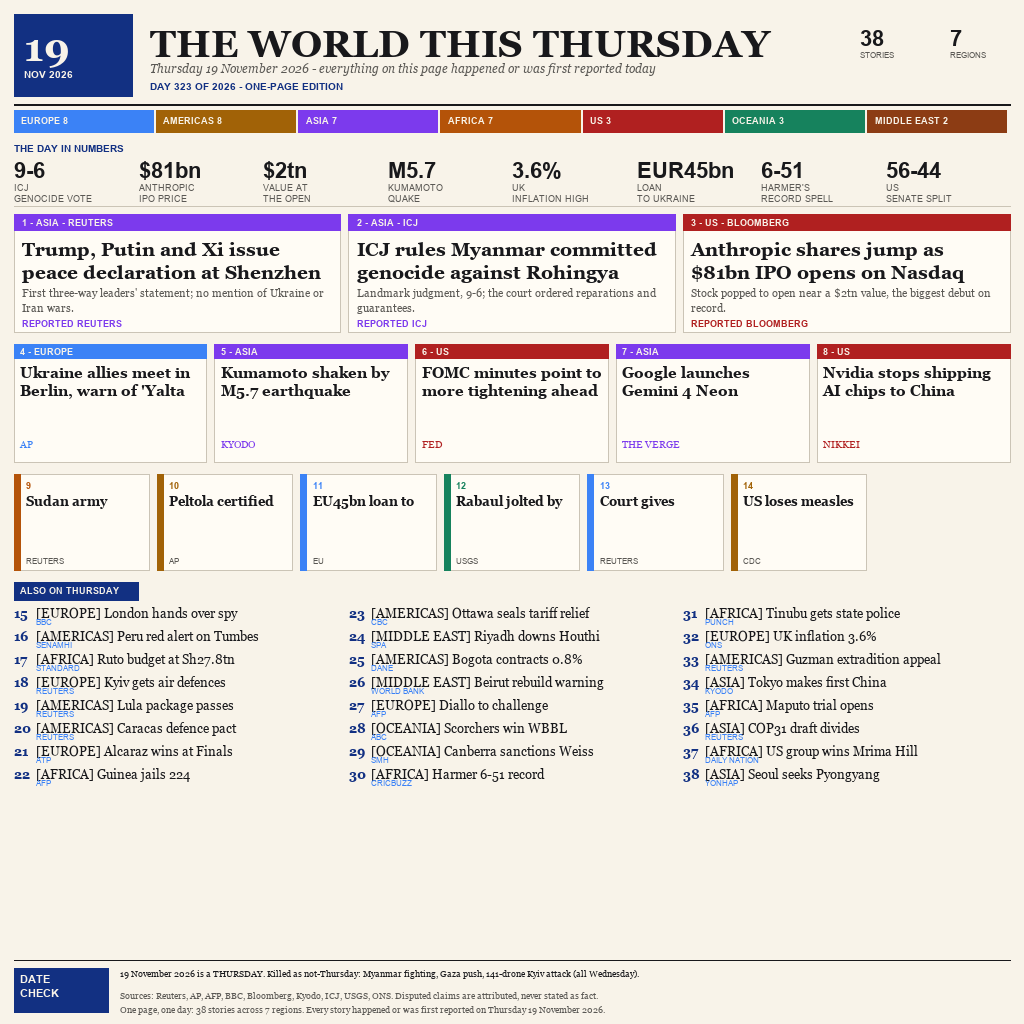 19
NOV 2026
THE WORLD THIS THURSDAY
Thursday 19 November 2026 - everything on this page happened or was first reported today
DAY 323 OF 2026 - ONE-PAGE EDITION
38
STORIES
7
REGIONS
EUROPE 8
AMERICAS 8
ASIA 7
AFRICA 7
US 3
OCEANIA 3
MIDDLE EAST 2
THE DAY IN NUMBERS
9-6
ICJ
GENOCIDE VOTE
$81bn
ANTHROPIC
IPO PRICE
$2tn
VALUE AT
THE OPEN
M5.7
KUMAMOTO
QUAKE
3.6%
UK
INFLATION HIGH
EUR45bn
LOAN
TO UKRAINE
6-51
HARMER'S
RECORD SPELL
56-44
US
SENATE SPLIT
1 - ASIA - REUTERS
Trump, Putin and Xi issue
peace declaration at Shenzhen
First three-way leaders' statement; no mention of Ukraine or
Iran wars.
REPORTED REUTERS
2 - ASIA - ICJ
ICJ rules Myanmar committed
genocide against Rohingya
Landmark judgment, 9-6; the court ordered reparations and
guarantees.
REPORTED ICJ
3 - US - BLOOMBERG
Anthropic shares jump as
$81bn IPO opens on Nasdaq
Stock popped to open near a $2tn value, the biggest debut on
record.
REPORTED BLOOMBERG
4 - EUROPE
Ukraine allies meet in
Berlin, warn of 'Yalta
AP
5 - ASIA
Kumamoto shaken by
M5.7 earthquake
KYODO
6 - US
FOMC minutes point to
more tightening ahead
FED
7 - ASIA
Google launches
Gemini 4 Neon
THE VERGE
8 - US
Nvidia stops shipping
AI chips to China
NIKKEI
9
Sudan army
REUTERS
10
Peltola certified
AP
11
EU45bn loan to
EU
12
Rabaul jolted by
USGS
13
Court gives
REUTERS
14
US loses measles
CDC
ALSO ON THURSDAY
15 [EUROPE] London hands over spy
BBC
16 [AMERICAS] Peru red alert on Tumbes
SENAMHI
17 [AFRICA] Ruto budget at Sh27.8tn
STANDARD
18 [EUROPE] Kyiv gets air defences
REUTERS
19 [AMERICAS] Lula package passes
REUTERS
20 [AMERICAS] Caracas defence pact
REUTERS
21 [EUROPE] Alcaraz wins at Finals
ATP
22 [AFRICA] Guinea jails 224
AFP
23 [AMERICAS] Ottawa seals tariff relief
CBC
24 [MIDDLE EAST] Riyadh downs Houthi
SPA
25 [AMERICAS] Bogota contracts 0.8%
DANE
26 [MIDDLE EAST] Beirut rebuild warning
WORLD BANK
27 [EUROPE] Diallo to challenge
AFP
28 [OCEANIA] Scorchers win WBBL
ABC
29 [OCEANIA] Canberra sanctions Weiss
SMH
30 [AFRICA] Harmer 6-51 record
CRICBUZZ
31 [AFRICA] Tinubu gets state police
PUNCH
32 [EUROPE] UK inflation 3.6%
ONS
33 [AMERICAS] Guzman extradition appeal
REUTERS
34 [ASIA] Tokyo makes first China
KYODO
35 [AFRICA] Maputo trial opens
AFP
36 [ASIA] COP31 draft divides
REUTERS
37 [AFRICA] US group wins Mrima Hill
DAILY NATION
38 [ASIA] Seoul seeks Pyongyang
YONHAP
DATE
CHECK
19 November 2026 is a THURSDAY. Killed as not-Thursday: Myanmar fighting, Gaza push, 141-drone Kyiv attack (all Wednesday).
Sources: Reuters, AP, AFP, BBC, Bloomberg, Kyodo, ICJ, USGS, ONS. Disputed claims are attributed, never stated as fact.
One page, one day: 38 stories across 7 regions. Every story happened or was first reported on Thursday 19 November 2026.